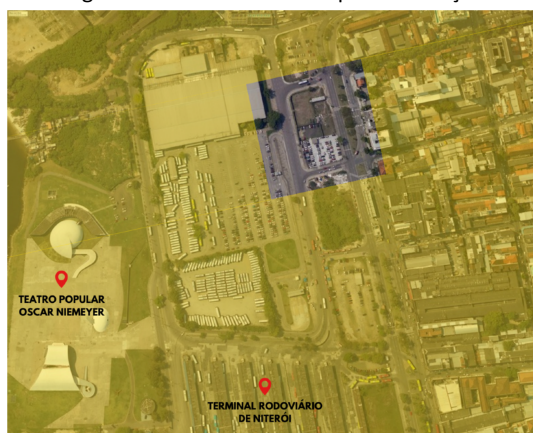 TEATRO POPULAR
OSCAR NIEMEYER
TERMINAL RODOVIÁRIO
DE NITERÓI